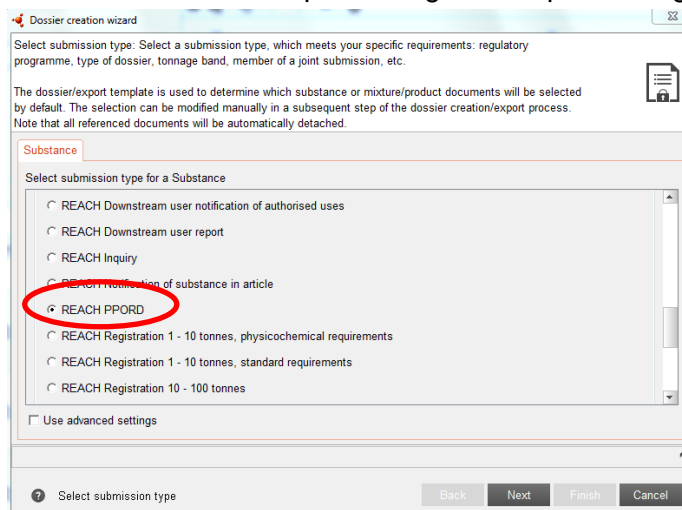 Dossier creation wizard
Select submission type: Select a submission type, which meets your specific requirements: regulatory
programme, type of dossier, tonnage band, member of a joint submission, etc.
The dossier/export template is used to determine which substance or mixture/product documents will be selected
by default. The selection can be modified manually in a subsequent step of the dossier creation/export process.
Note that all referenced documents will be automatically detached.
Substance
Select submission type for a Substance
REACH Downstream user notification of authorised uses
REACH Downstream user report
REACH Inquiry
REACH Notification of substance in article
REACH PPORD
REACH Registration 1 - 10 tonnes, physicochemical requirements
REACH Registration 1 - 10 tonnes, standard requirements
REACH Registration 10 - 100 tonnes
Use advanced settings
Select submission type Back Next Finish Cancel